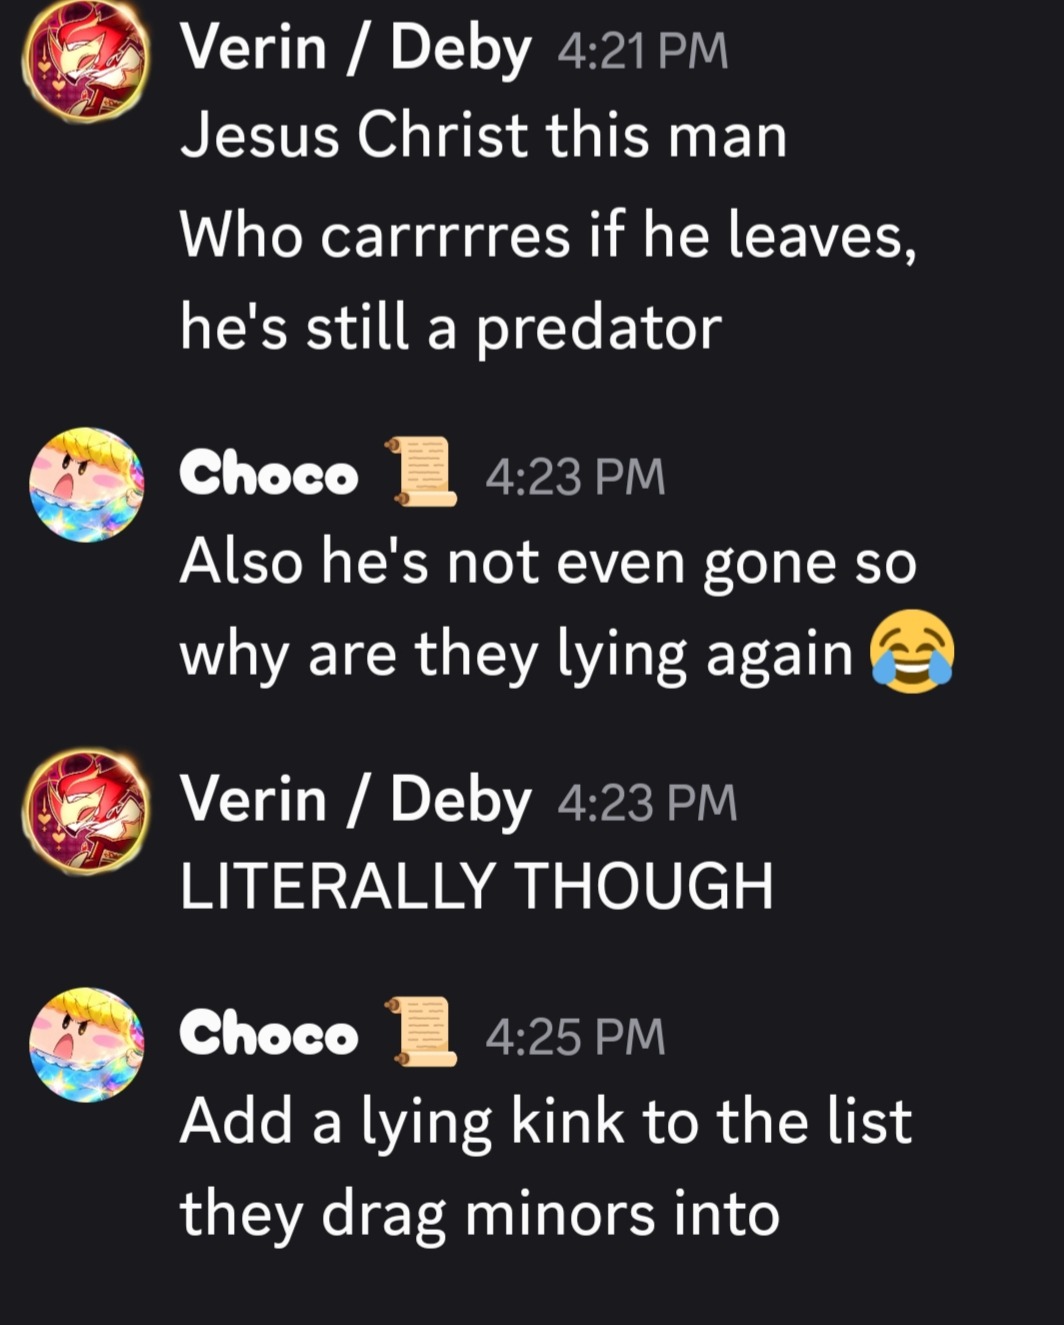 Verin / Deby 4:21 PM
Jesus Christ this man
Who carrrrres if he leaves,
he's still a predator
Choco 📜 4:23 PM
Also he's not even gone so
why are they lying again 😂
Verin / Deby 4:23 PM
LITERALLY THOUGH
Choco 📜 4:25 PM
Add a lying kink to the list
they drag minors into